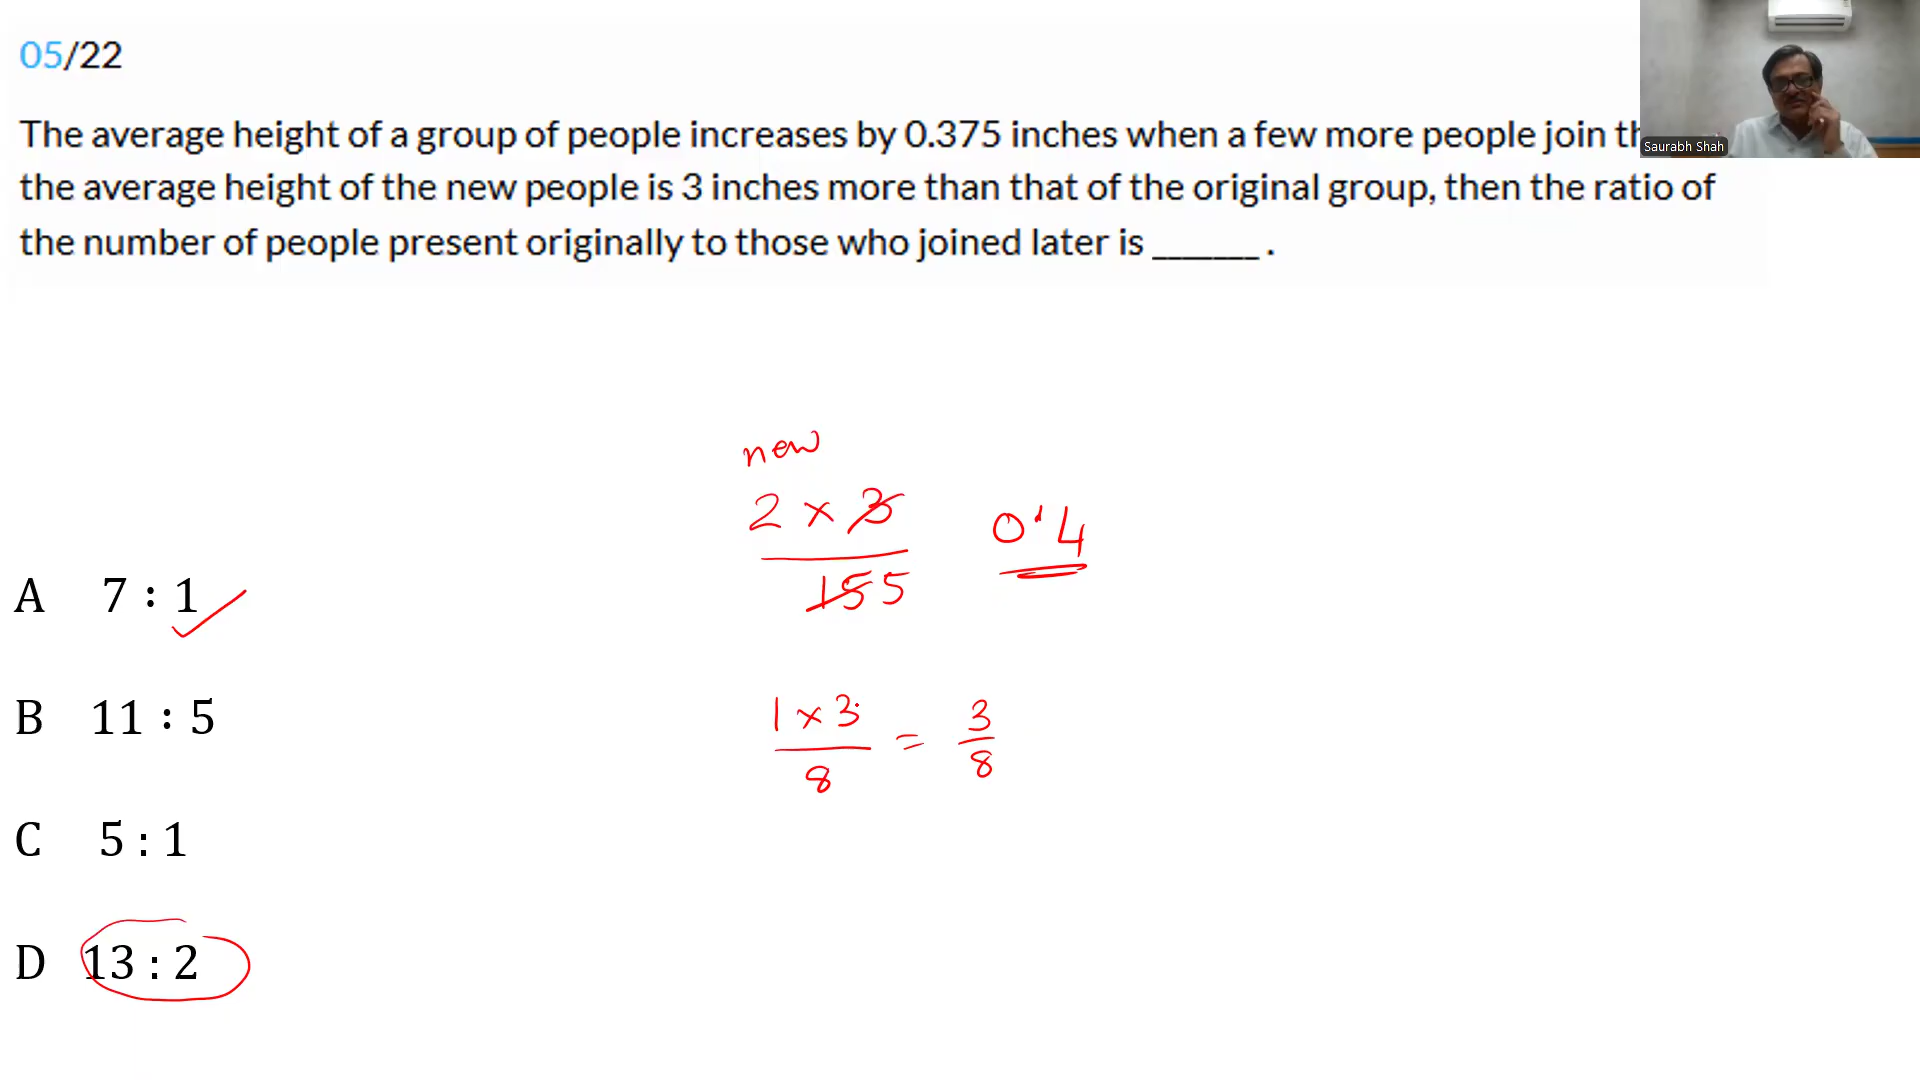 05/22
The average height of a group of people increases by 0.375 inches when a few more people join th
Saurabh Shah
the average height of the new people is 3 inches more than that of the original group, then the ratio of
the number of people present originally to those who joined later is _______ .
new
2 × 3
0.4
15 5
A 7 : 1
1 × 3
8
= 3/8
B 11 : 5
C 5 : 1
D 13 : 2